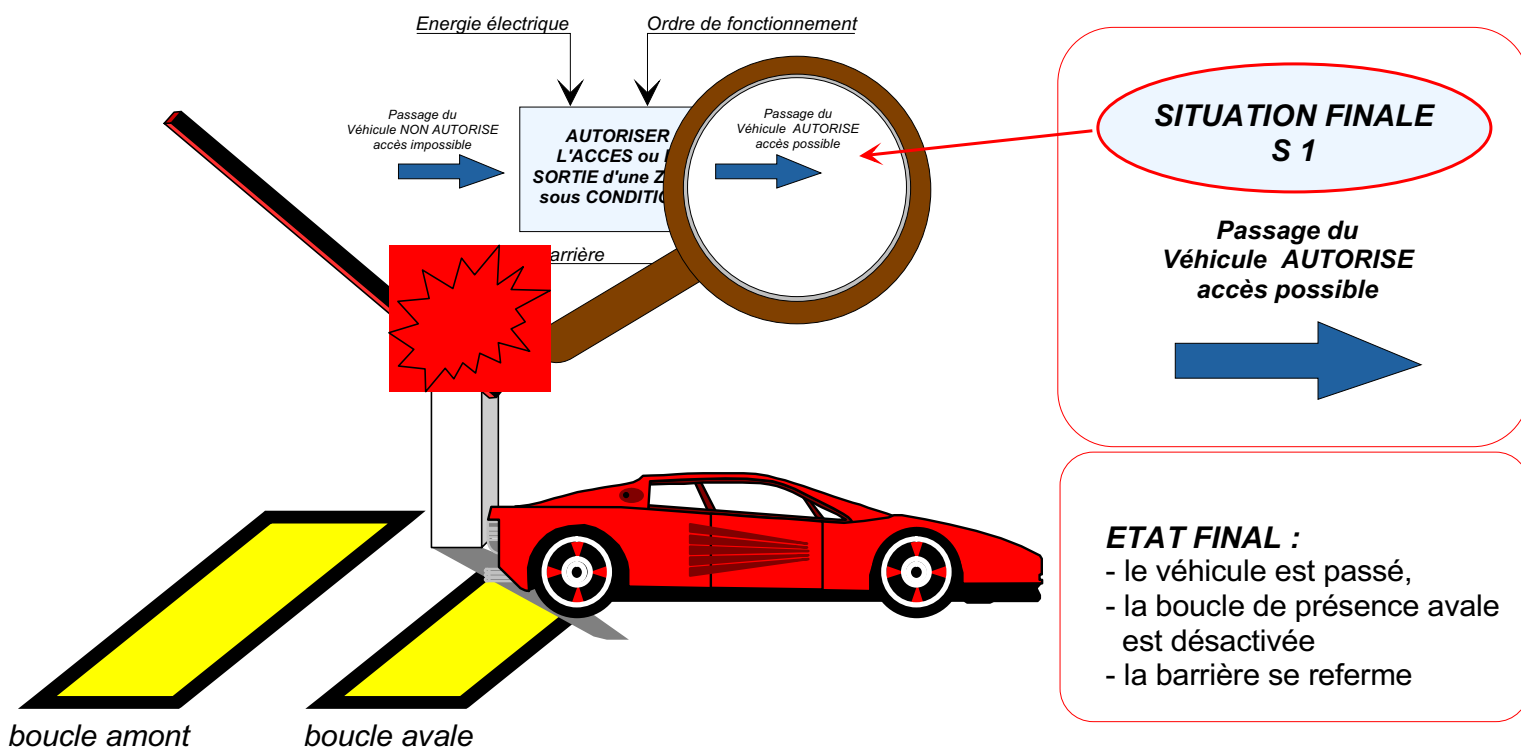 Energie électrique
Ordre de fonctionnement
Passage du
Véhicule NON AUTORISE
accès impossible
AUTORISER
L'ACCES ou
SORTIE d'une
sous
Passage du
Véhicule AUTORISE
accès possible
SITUATION FINALE
S 1
Passage du
Véhicule AUTORISE
accès possible
ETAT FINAL :
- le véhicule est passé,
- la boucle de présence avale
est désactivée
- la barrière se referme
boucle amont
boucle avale